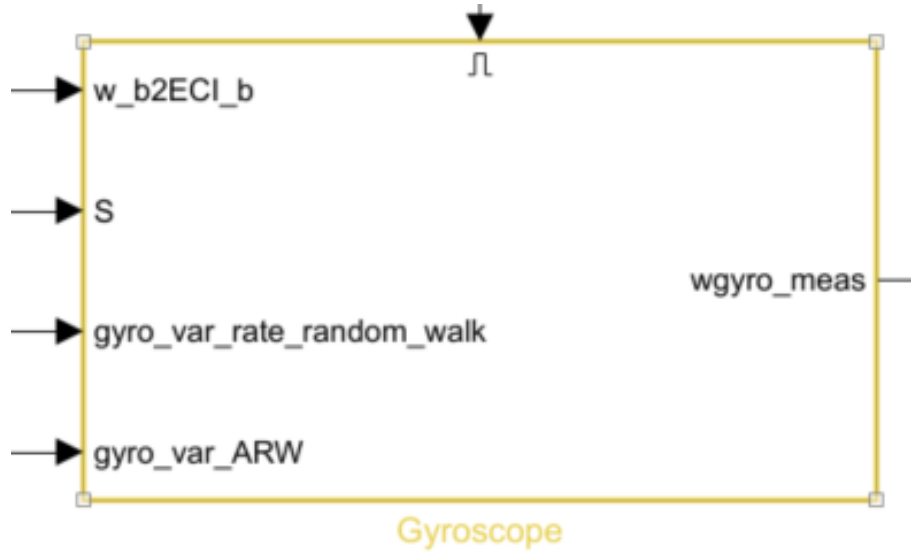 w_b2ECI_b
S
wgyro_meas
gyro_var_rate_random_walk
gyro_var_ARW
Gyroscope